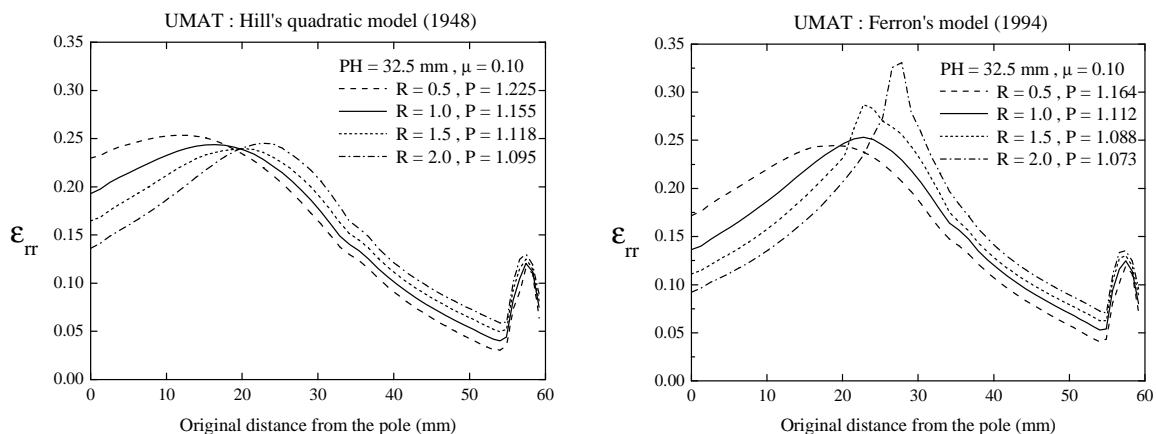 UMAT : Hill's quadratic model (1948)
0.35
0.30
0.25
0.20
0.15
0.10
0.05
0.00
εrr
PH = 32.5 mm , μ = 0.10
R = 0.5 , P = 1.225
R = 1.0 , P = 1.155
R = 1.5 , P = 1.118
R = 2.0 , P = 1.095
0 10 20 30 40 50 60
Original distance from the pole (mm)
UMAT : Ferron's model (1994)
0.35
0.30
0.25
0.20
0.15
0.10
0.05
0.00
εrr
PH = 32.5 mm , μ = 0.10
R = 0.5 , P = 1.164
R = 1.0 , P = 1.112
R = 1.5 , P = 1.088
R = 2.0 , P = 1.073
0 10 20 30 40 50 60
Original distance from the pole (mm)